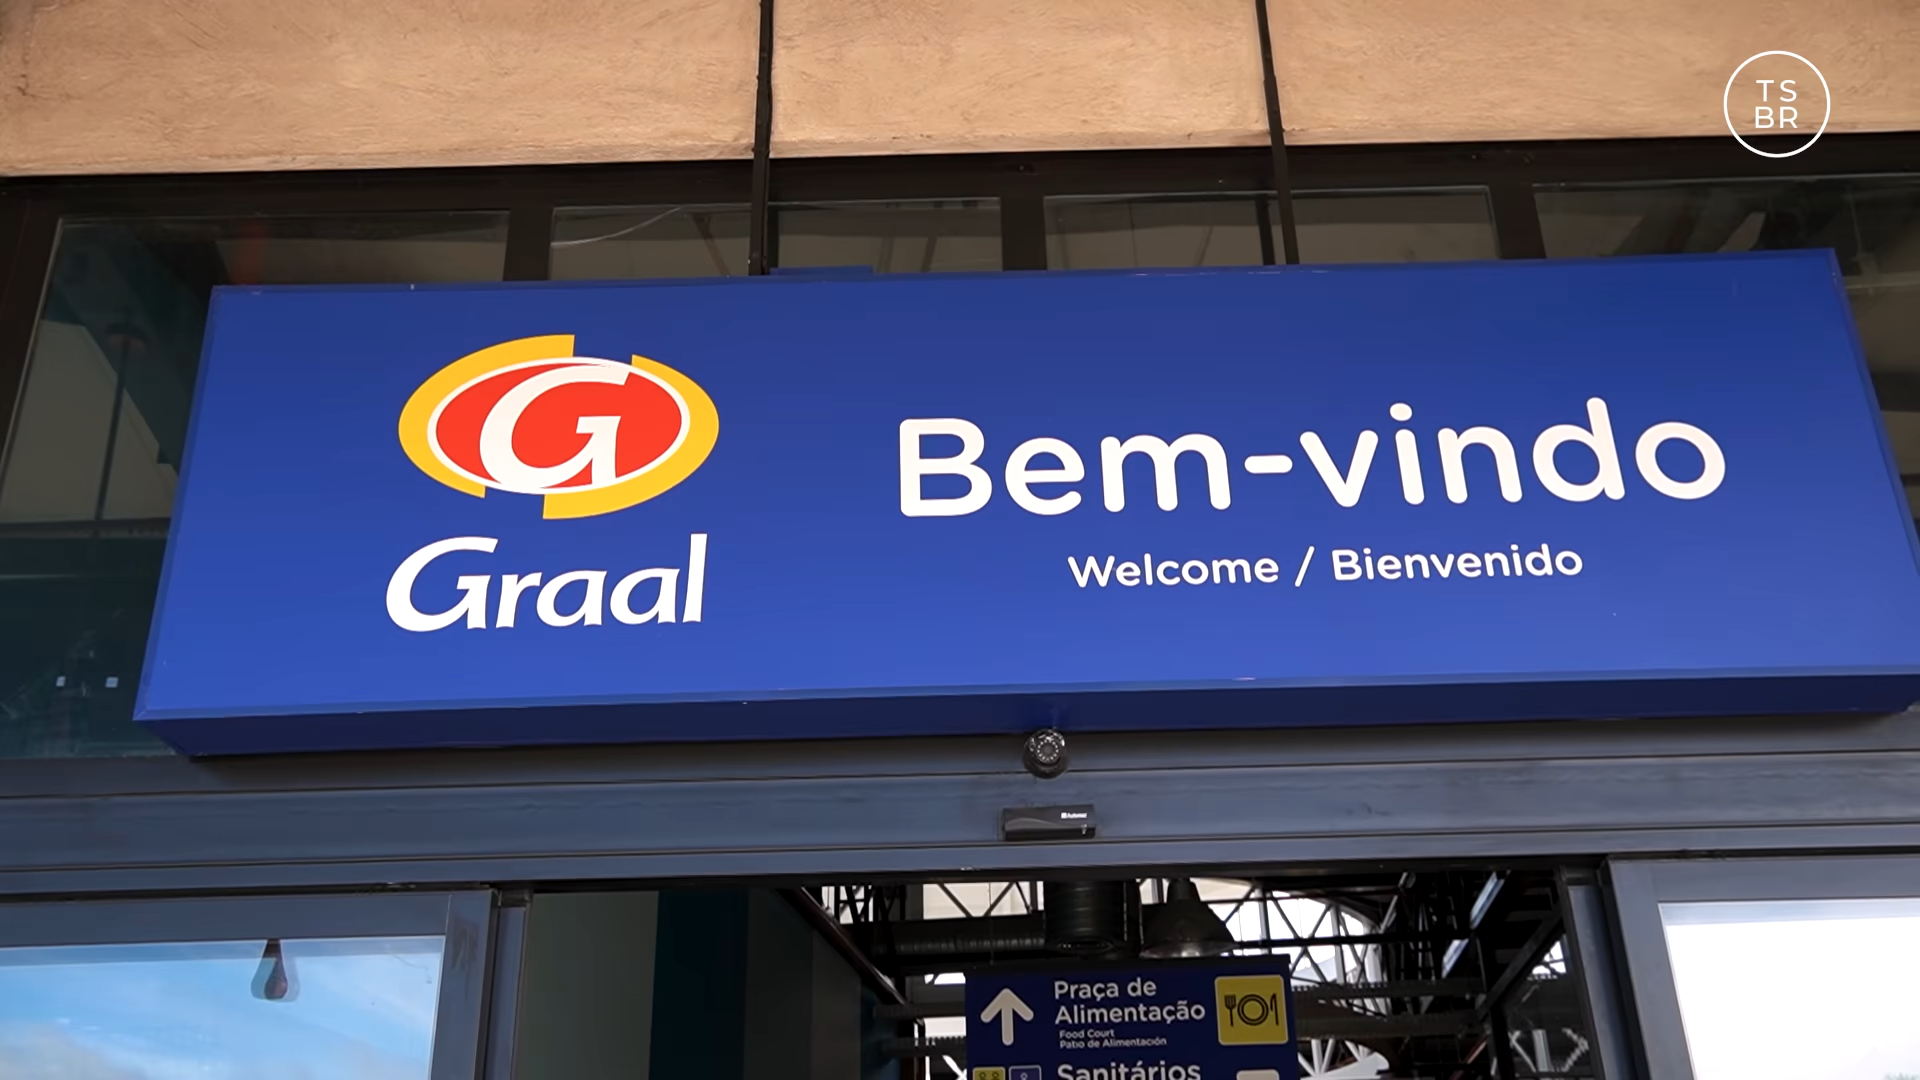 TS
BR
G
Graal
Bem-vindo
Welcome / Bienvenido
Praça de
Alimentação
Food Court
Patio de Alimentación
Sanitários